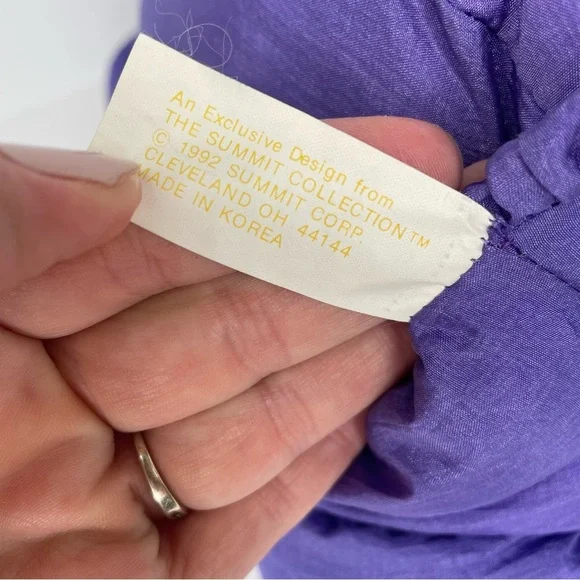 An Exclusive Design from
THE SUMMIT COLLECTION™
© 1992 SUMMIT CORP.
CLEVELAND OH 44144
MADE IN KOREA